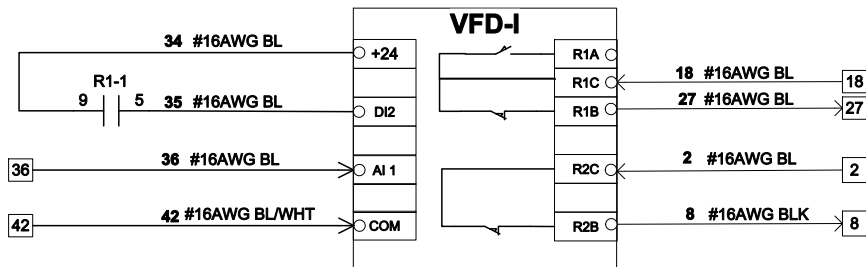 VFD-I
34 #16AWG BL
+24
R1A
R1-1
R1C
18 #16AWG BL
18
9
5
35 #16AWG BL
DI2
R1B
27 #16AWG BL
27
36
36 #16AWG BL
AI 1
R2C
2 #16AWG BL
2
42
42 #16AWG BL/WHT
COM
R2B
8 #16AWG BLK
8